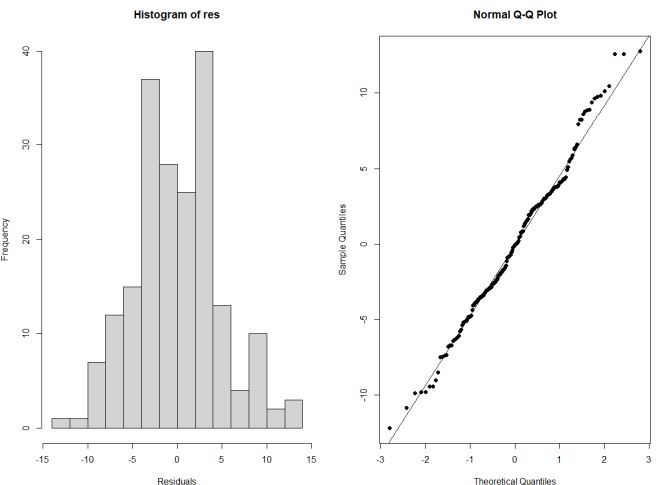 Histogram of res
Frequency
40
30
20
10
0
-15 -10 -5 0 5 10 15
Residuals
Normal Q-Q Plot
Sample Quantiles
10
5
0
-5
-10
-3 -2 -1 0 1 2 3
Theoretical Quantiles